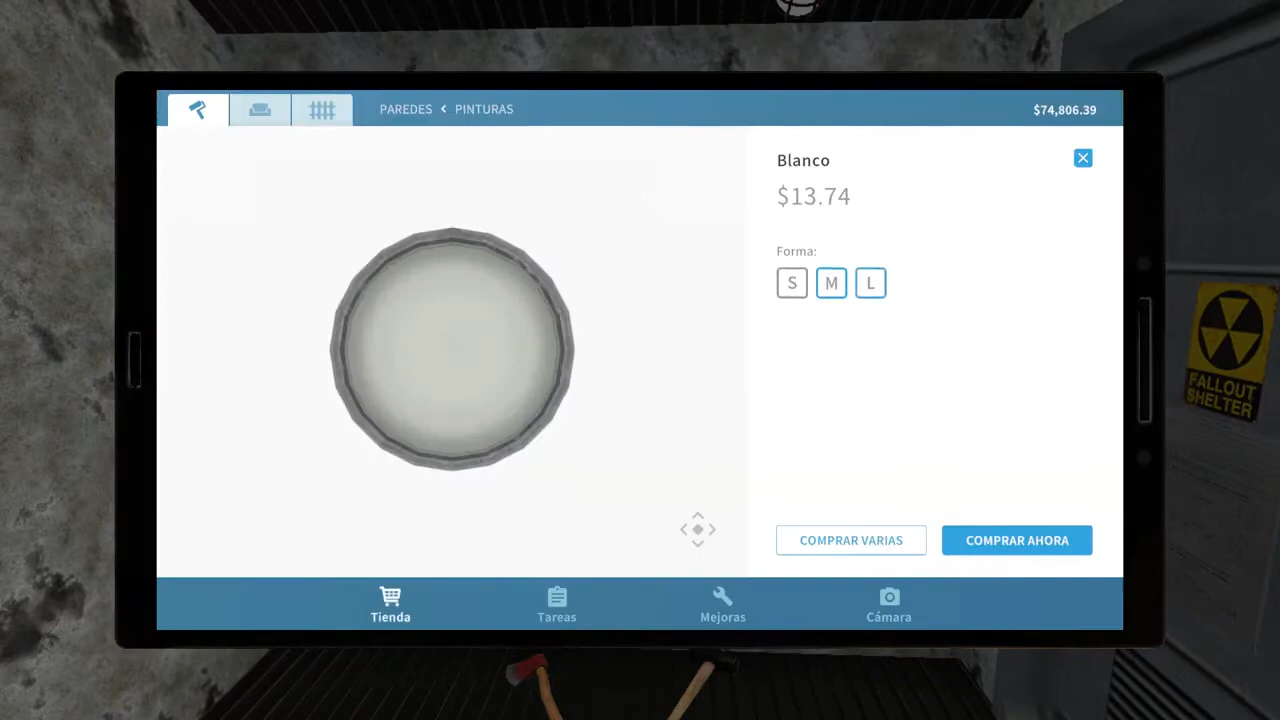 PAREDES < PINTURAS
$74,806.39
Blanco
$13.74
Forma:
S M L
COMPRAR VARIAS
COMPRAR AHORA
Tienda
Tareas
Mejoras
Cámara
FALLOUT
SHELTER